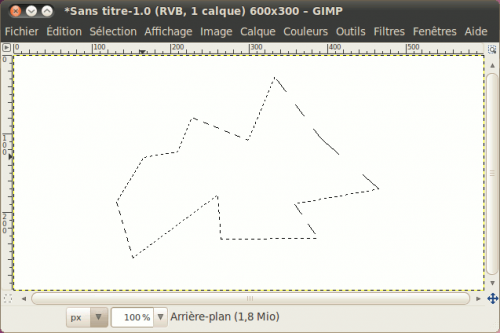 *Sans titre-1.0 (RVB, 1 calque) 600x300 – GIMP
Fichier Édition Sélection Affichage Image Calque Couleurs Outils Filtres Fenêtres Aide
0 100 200 300 400 500
0
100
200
px 100% Arrière-plan (1,8 Mio)